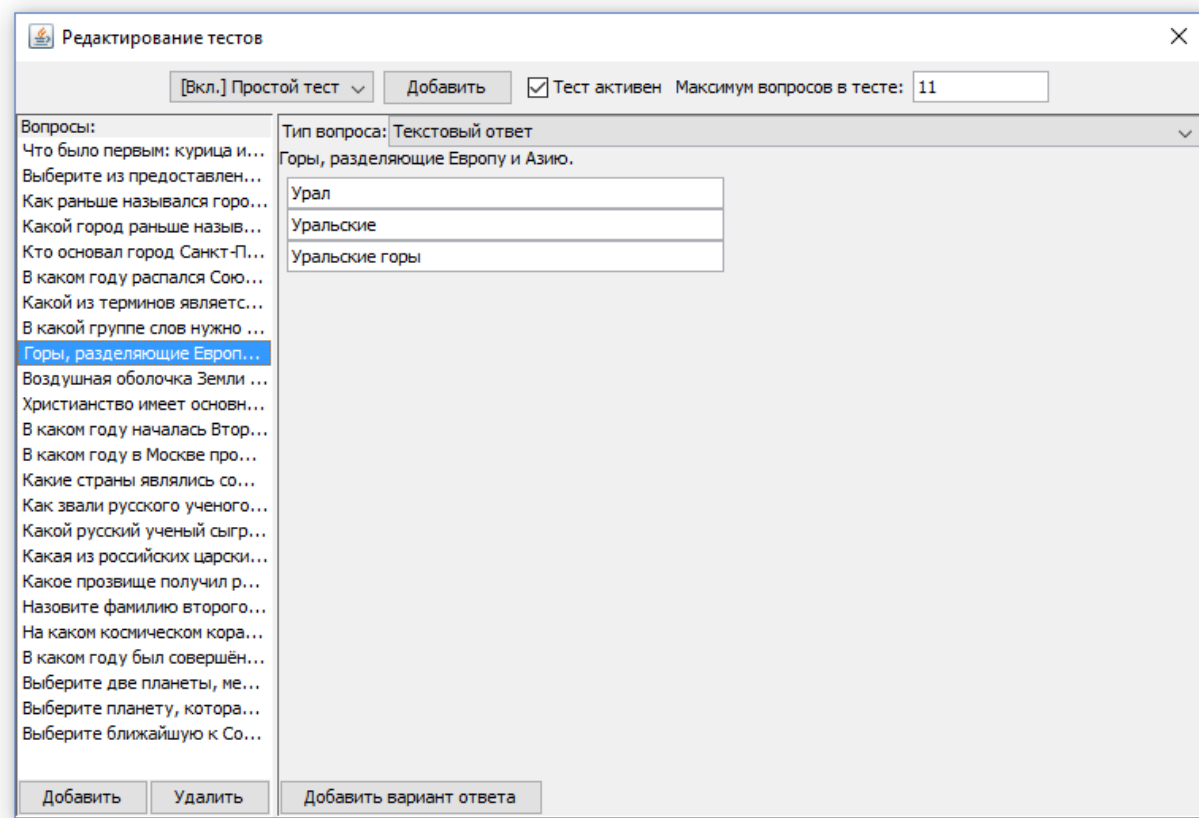 Редактирование тестов
[Вкл.] Простой тест Добавить Тест активен Максимум вопросов в тесте: 11
Вопросы:
Что было первым: курица и...
Выберите из предоставлен...
Как раньше назывался горо...
Какой город раньше назыв...
Кто основал город Санкт-П...
В каком году распался Сою...
Какой из терминов являетс...
В какой группе слов нужно ...
Горы, разделяющие Европ...
Воздушная оболочка Земли ...
Христианство имеет основн...
В каком году началась Втор...
В каком году в Москве про...
Какие страны являлись со...
Как звали русского ученого...
Какой русский ученый сыгр...
Какая из российских царски...
Какое прозвище получил р...
Назовите фамилию второго...
На каком космическом кора...
В каком году был совершён...
Выберите две планеты, ме...
Выберите планету, котора...
Выберите ближайшую к Со...
Добавить Удалить
Тип вопроса: Текстовый ответ
Горы, разделяющие Европу и Азию.
Урал
Уральские
Уральские горы
Добавить вариант ответа